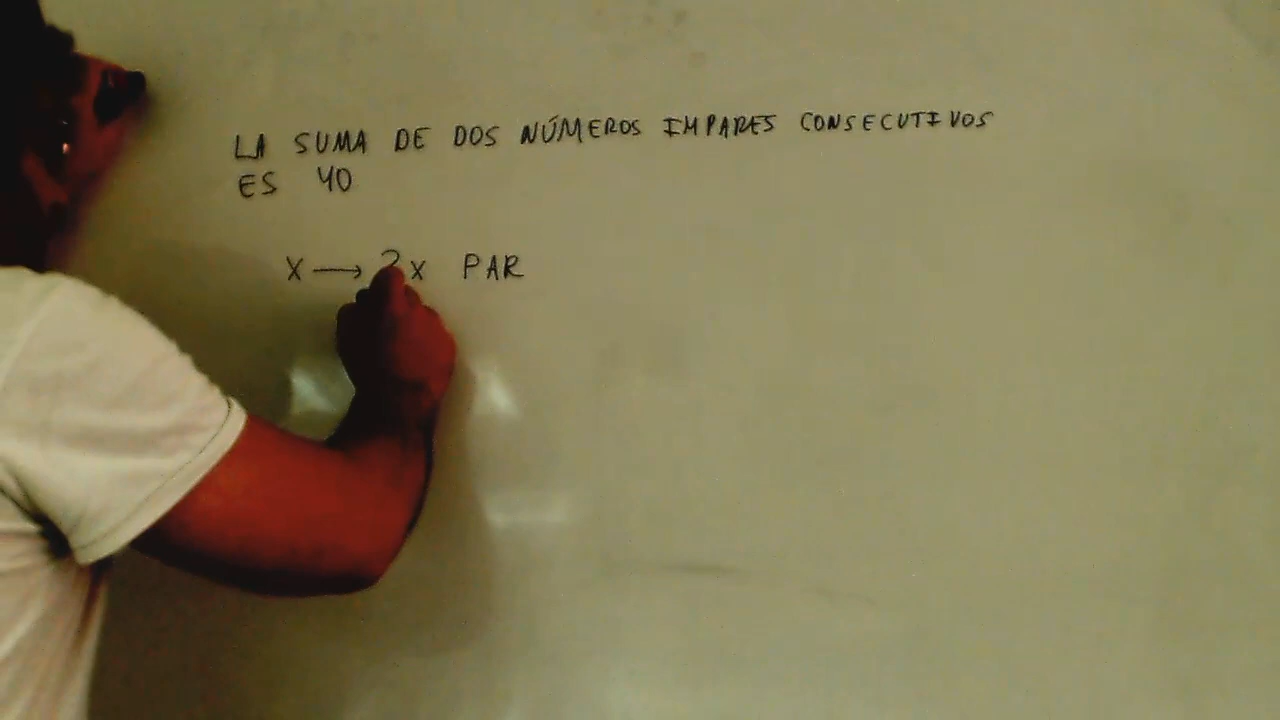 LA SUMA DE DOS NÚMEROS IMPARES CONSECUTIVOS
ES 40
X → 2x PAR